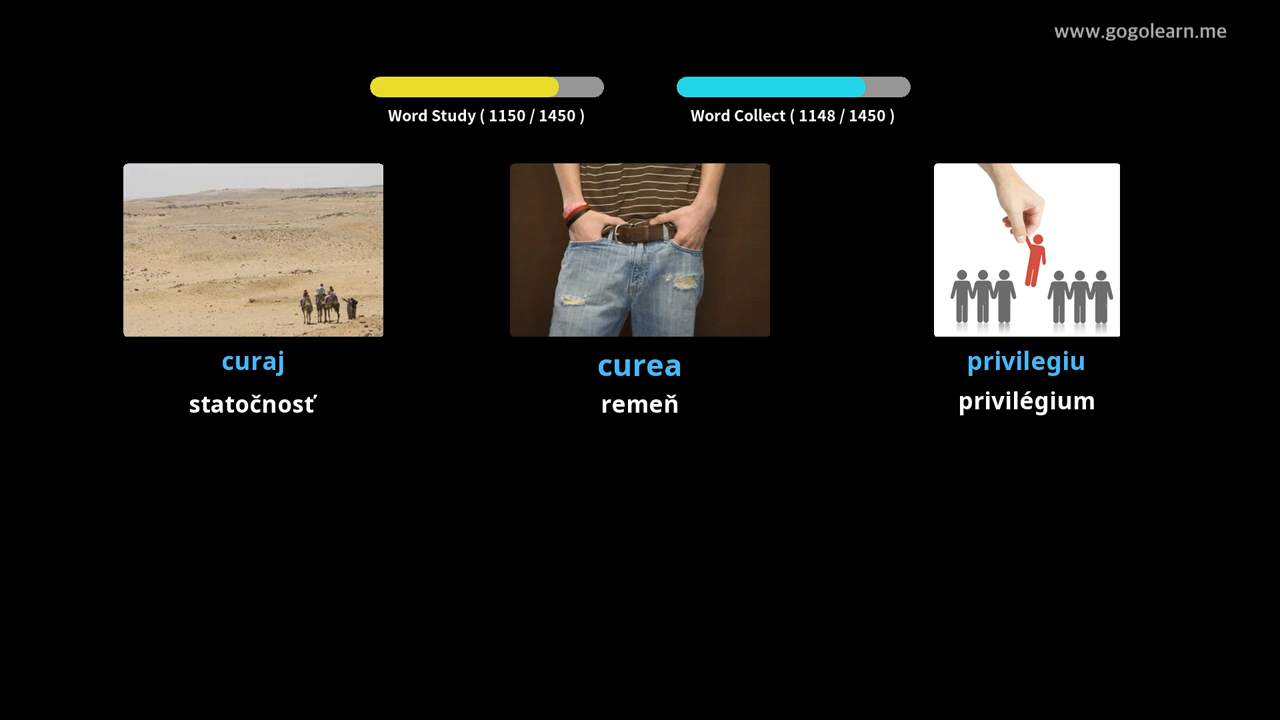 www.gogolearn.me
Word Study ( 1150 / 1450 )
Word Collect ( 1148 / 1450 )
curaj
curea
privilegiu
statočnosť
remeň
privilégium